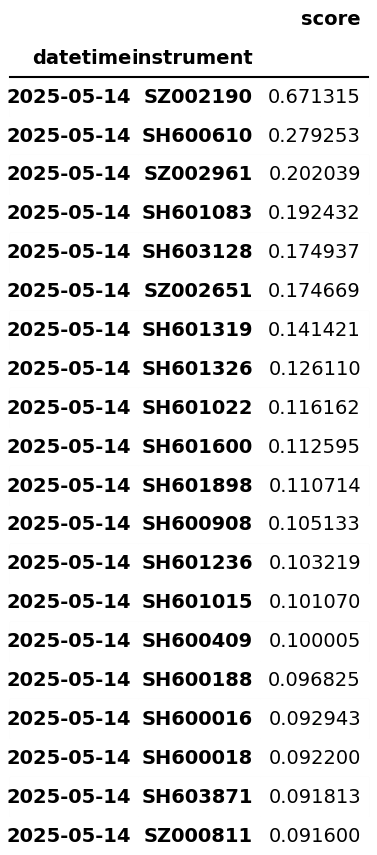 score
datetime instrument
2025-05-14 SZ002190 0.671315
2025-05-14 SH600610 0.279253
2025-05-14 SZ002961 0.202039
2025-05-14 SH601083 0.192432
2025-05-14 SH603128 0.174937
2025-05-14 SZ002651 0.174669
2025-05-14 SH601319 0.141421
2025-05-14 SH601326 0.126110
2025-05-14 SH601022 0.116162
2025-05-14 SH601600 0.112595
2025-05-14 SH601898 0.110714
2025-05-14 SH600908 0.105133
2025-05-14 SH601236 0.103219
2025-05-14 SH601015 0.101070
2025-05-14 SH600409 0.100005
2025-05-14 SH600188 0.096825
2025-05-14 SH600016 0.092943
2025-05-14 SH600018 0.092200
2025-05-14 SH603871 0.091813
2025-05-14 SZ000811 0.091600